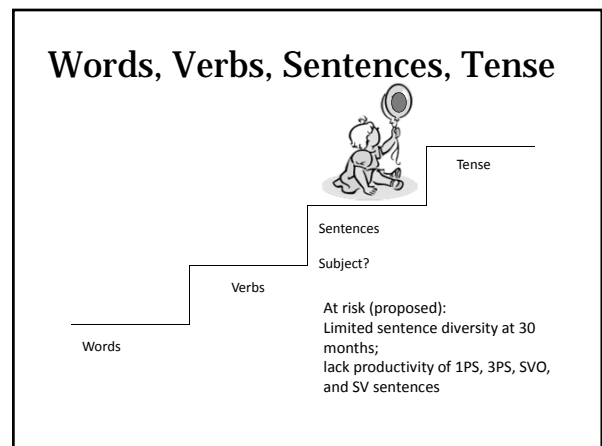 Words, Verbs, Sentences, Tense
Tense
Sentences
Subject?
Verbs
Words
At risk (proposed):
Limited sentence diversity at 30
months;
lack productivity of 1PS, 3PS, SVO,
and SV sentences